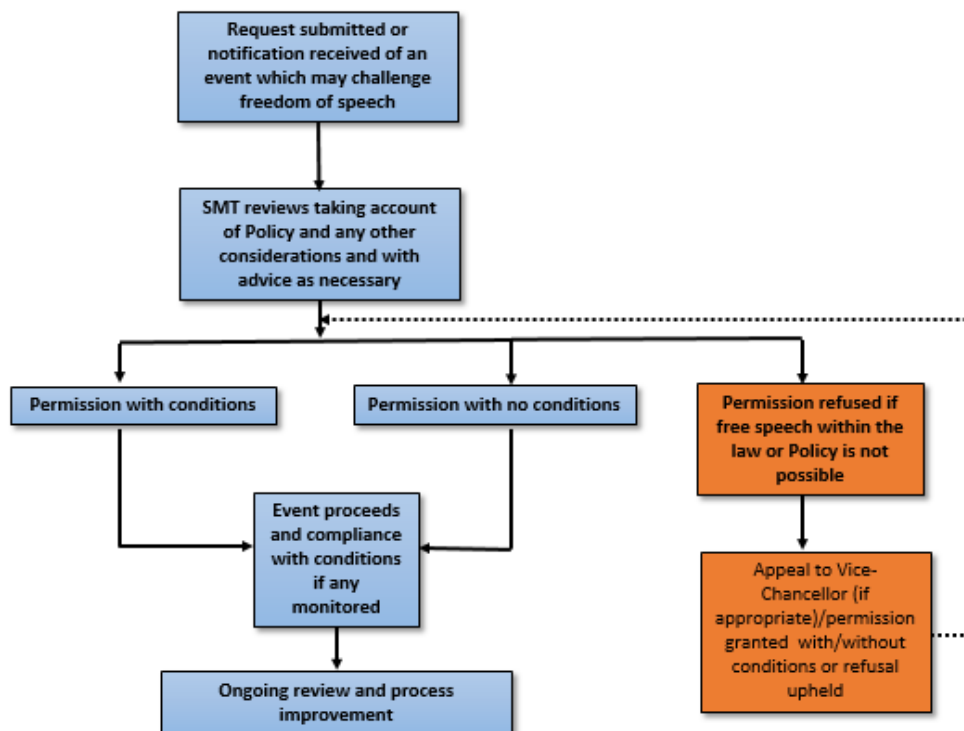 Request submitted or
notification received of an
event which may challenge
freedom of speech
SMT reviews taking account
of Policy and any other
considerations and with
advice as necessary
Permission with conditions
Permission with no conditions
Permission refused if
free speech within the
law or Policy is not
possible
Event proceeds
and compliance
with conditions
if any
monitored
Appeal to Vice-
Chancellor (if
appropriate)/permission
granted with/without
conditions or refusal
upheld
Ongoing review and process
improvement